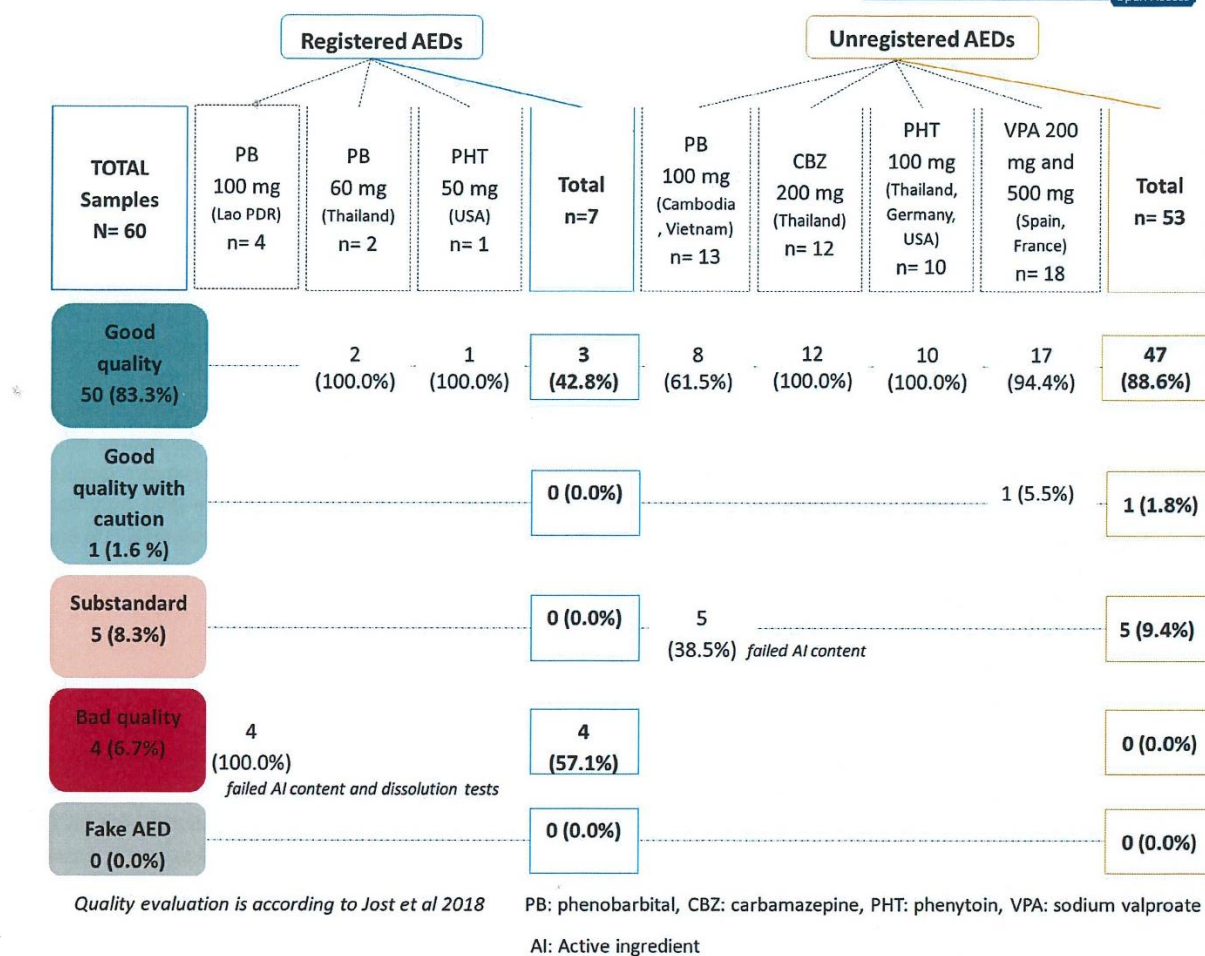 Open Access
Registered AEDs
Unregistered AEDs
TOTAL
Samples
N= 60
PB
100 mg
(Lao PDR)
n= 4
PB
60 mg
(Thailand)
n= 2
PHT
50 mg
(USA)
n= 1
Total
n=7
PB
100 mg
(Cambodia
, Vietnam)
n= 13
CBZ
200 mg
(Thailand)
n= 12
PHT
100 mg
(Thailand,
Germany,
USA)
n= 10
VPA 200
mg and
500 mg
(Spain,
France)
n= 18
Total
n= 53
Good
quality
50 (83.3%)
2
(100.0%)
1
(100.0%)
3
(42.8%)
8
(61.5%)
12
(100.0%)
10
(100.0%)
17
(94.4%)
47
(88.6%)
Good
quality with
caution
1 (1.6 %)
0 (0.0%)
1 (5.5%)
1 (1.8%)
Substandard
5 (8.3%)
0 (0.0%)
5
(38.5%) failed AI content
5 (9.4%)
Bad quality
4 (6.7%)
4
(100.0%)
failed AI content and dissolution tests
4
(57.1%)
0 (0.0%)
Fake AED
0 (0.0%)
0 (0.0%)
0 (0.0%)
Quality evaluation is according to Jost et al 2018
PB: phenobarbital, CBZ: carbamazepine, PHT: phenytoin, VPA: sodium valproate
AI: Active ingredient